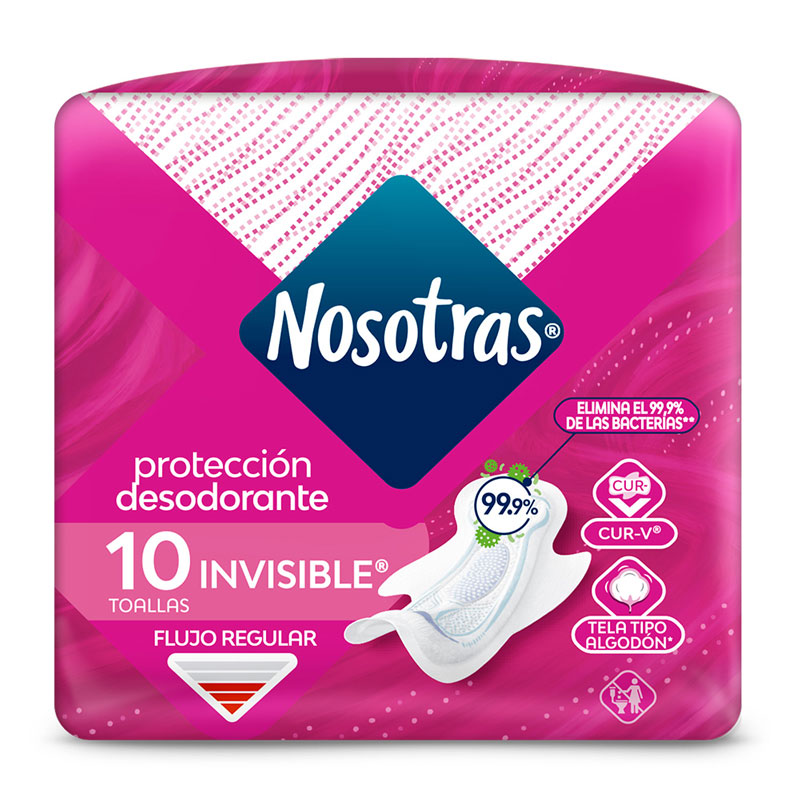 Nosotras®
ELIMINA EL 99,9%
DE LAS BACTERIAS**
protección
desodorante
99.9%
CUR-
CUR-V®
10 INVISIBLE®
TOALLAS
FLUJO REGULAR
TELA TIPO
ALGODÓN*